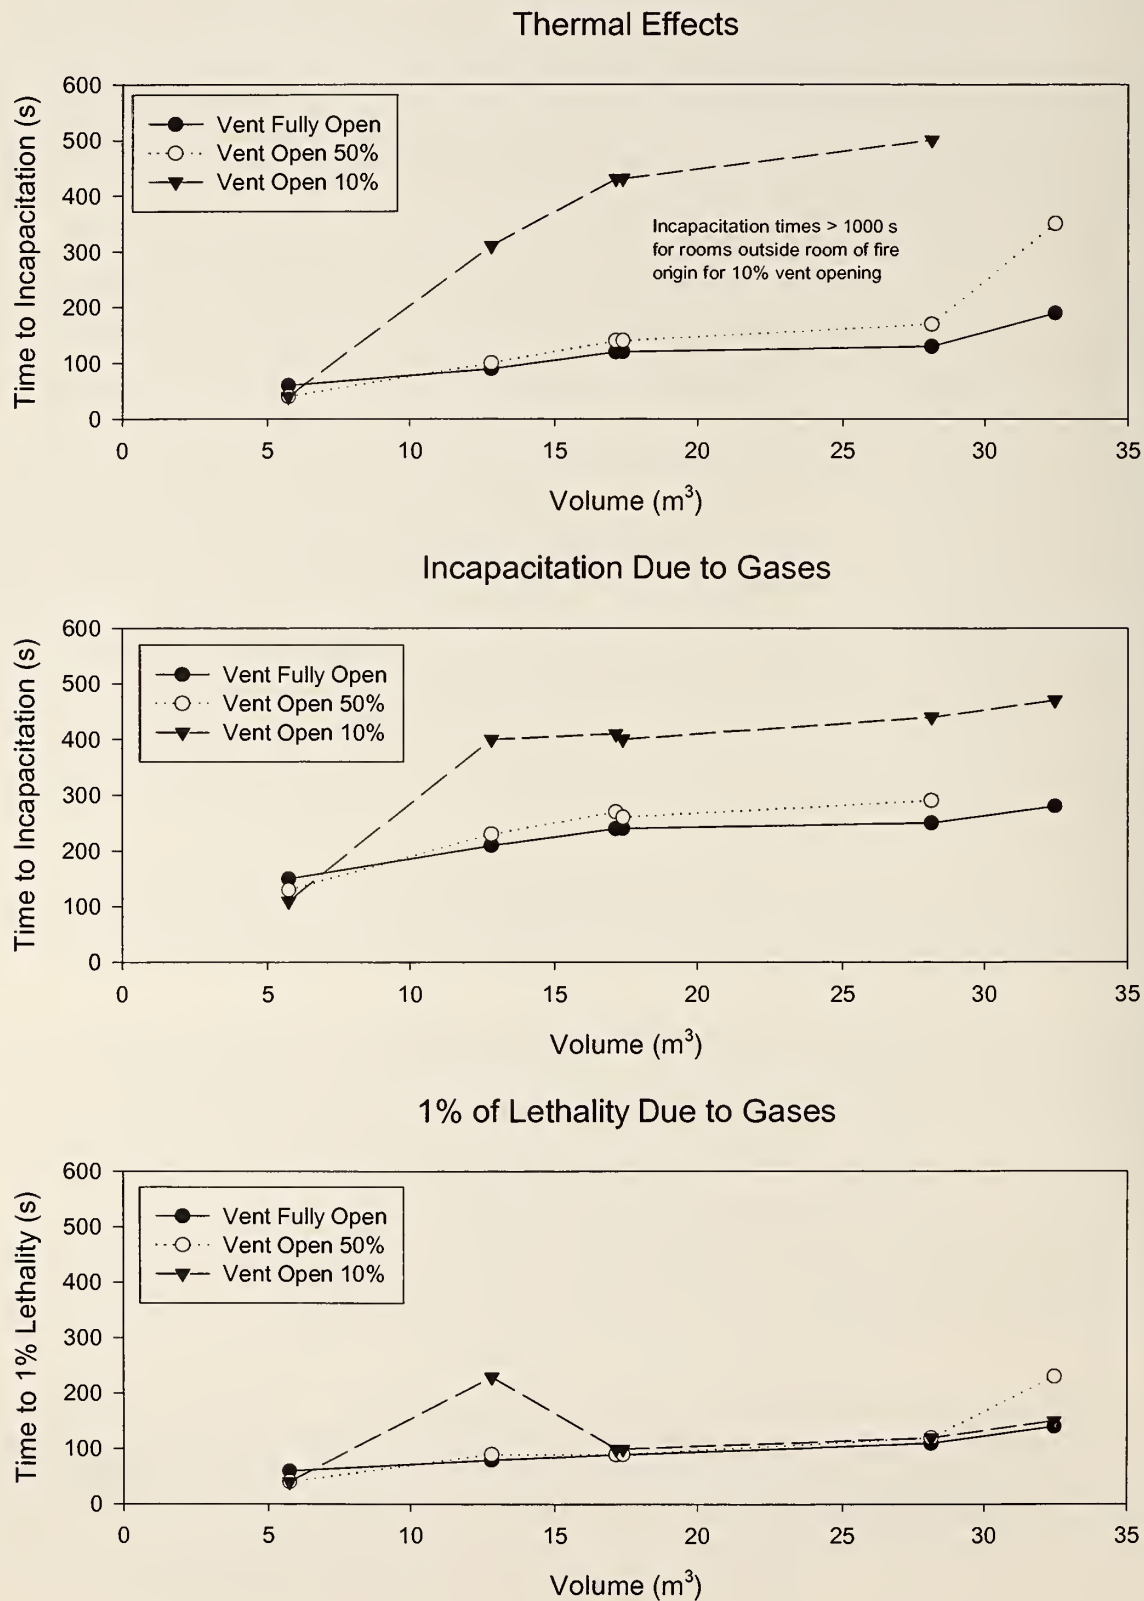 Thermal Effects
Time to Incapacitation (s)
600
500
400
300
200
100
0
Vent Fully Open
Vent Open 50%
Vent Open 10%
Incapacitation times > 1000 s
for rooms outside room of fire
origin for 10% vent opening
0 5 10 15 20 25 30 35
Volume (m³)
Incapacitation Due to Gases
Time to Incapacitation (s)
600
500
400
300
200
100
0
Vent Fully Open
Vent Open 50%
Vent Open 10%
0 5 10 15 20 25 30 35
Volume (m³)
1% of Lethality Due to Gases
Time to 1% Lethality (s)
600
500
400
300
200
100
0
Vent Fully Open
Vent Open 50%
Vent Open 10%
0 5 10 15 20 25 30 35
Volume (m³)